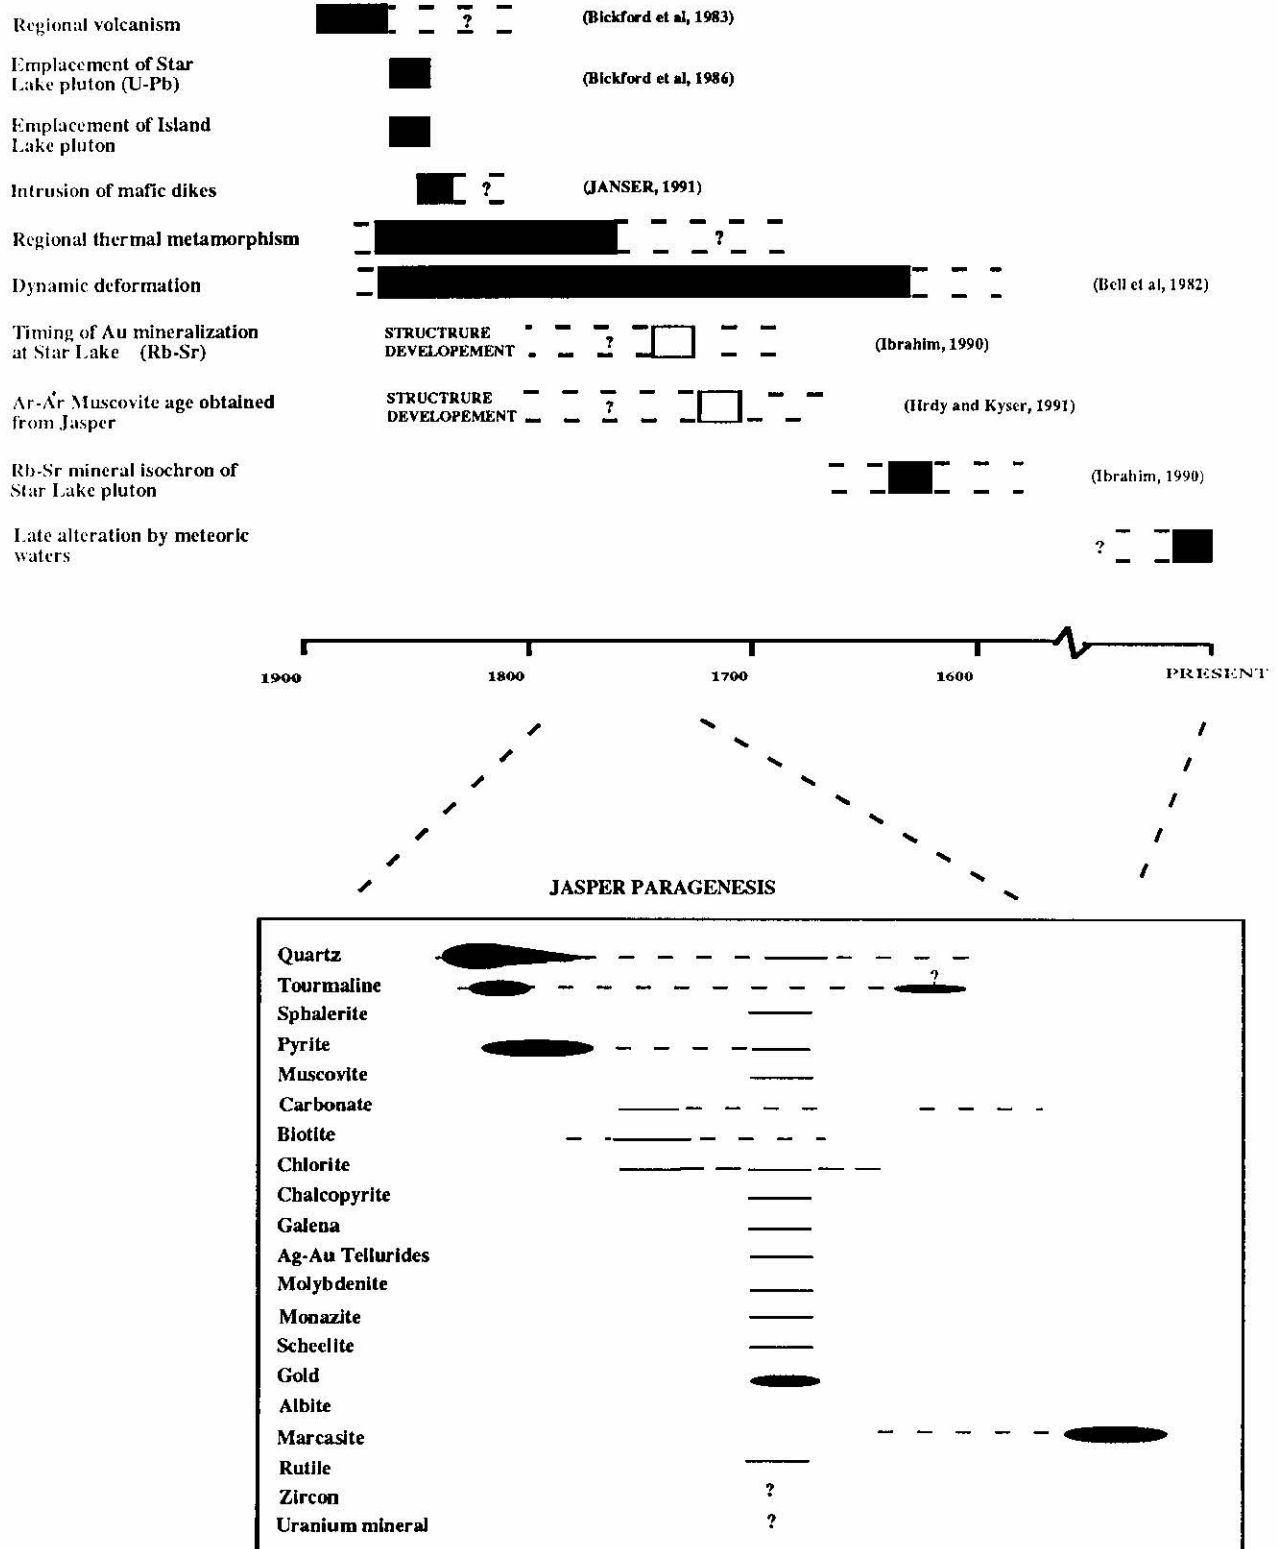 Regional volcanism
?
(Bickford et al, 1983)
Emplacement of Star
Lake pluton (U-Pb)
(Bickford et al, 1986)
Emplacement of Island
Lake pluton
Intrusion of mafic dikes
?
(JANSER, 1991)
Regional thermal metamorphism
?
Dynamic deformation
(Bell et al, 1982)
Timing of Au mineralization
at Star Lake (Rb-Sr)
STRUCTRURE
DEVELOPEMENT
?
(Ibrahim, 1990)
Ar-Ar Muscovite age obtained
from Jasper
STRUCTRURE
DEVELOPEMENT
?
(Hrdy and Kyser, 1991)
Rb-Sr mineral isochron of
Star Lake pluton
(Ibrahim, 1990)
Late alteration by meteoric
waters
?
1900 1800 1700 1600 PRESENT
JASPER PARAGENESIS
Quartz
Tourmaline
?
Sphalerite
Pyrite
Muscovite
Carbonate
Biotite
Chlorite
Chalcopyrite
Galena
Ag-Au Tellurides
Molybdenite
Monazite
Scheelite
Gold
Albite
Marcasite
Rutile
Zircon
?
Uranium mineral
?